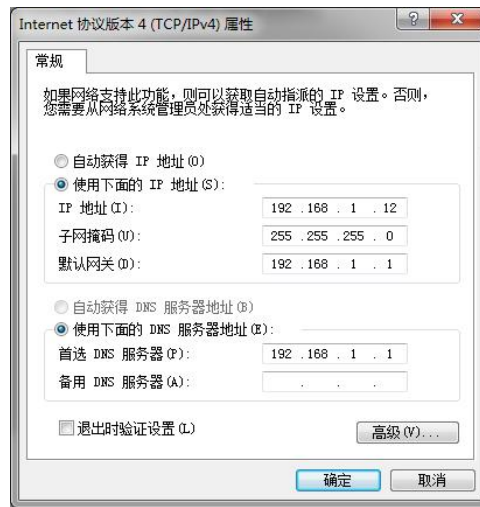 Internet 协议版本 4 (TCP/IPv4) 属性
常规
如果网络支持此功能，则可以获取自动指派的 IP 设置。否则，
您需要从网络系统管理员处获得适当的 IP 设置。
自动获得 IP 地址(O)
使用下面的 IP 地址(S):
IP 地址(I): 192 . 168 . 1 . 12
子网掩码(U): 255 . 255 . 255 . 0
默认网关(D): 192 . 168 . 1 . 1
自动获得 DNS 服务器地址(B)
使用下面的 DNS 服务器地址(E):
首选 DNS 服务器(P): 192 . 168 . 1 . 1
备用 DNS 服务器(A): . . .
退出时验证设置(L)
高级(V)...
确定 取消